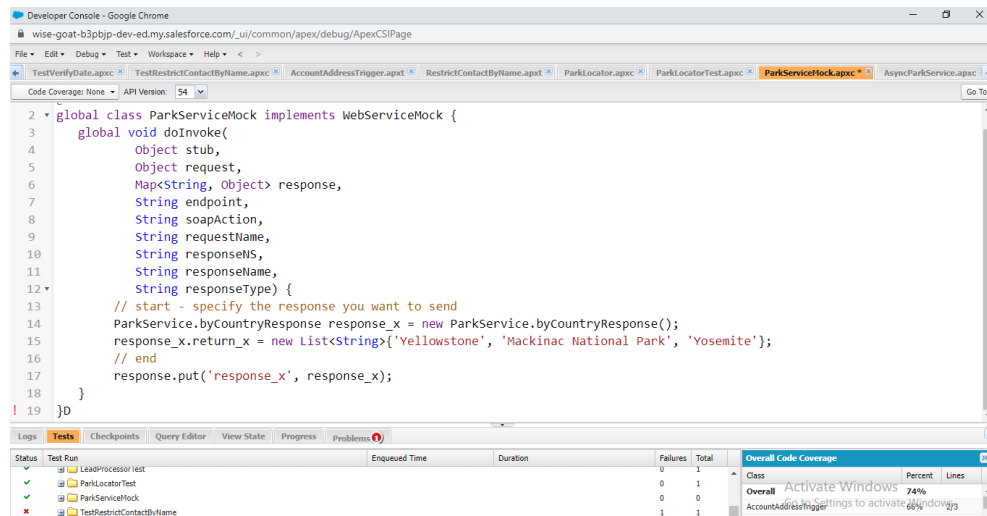 Developer Console - Google Chrome
wise-goat-b3pbjp-dev-ed.my.salesforce.com/_ui/common/apex/debug/ApexCSIPage
File Edit Debug Test Workspace Help < >
TestVerifyDate.apxc TestRestrictContactByName.apxc AccountAddressTrigger.apxt RestrictContactByName.apxt ParkLocator.apxc ParkLocatorTest.apxc ParkServiceMock.apxc * AsyncParkService.apxc
Code Coverage: None API Version: 54 Go To
2 global class ParkServiceMock implements WebServiceMock {
3 global void doInvoke(
4 Object stub,
5 Object request,
6 Map<String, Object> response,
7 String endpoint,
8 String soapAction,
9 String requestName,
10 String responseNS,
11 String responseName,
12 String responseType) {
13 // start - specify the response you want to send
14 ParkService.byCountryResponse response_x = new ParkService.byCountryResponse();
15 response_x.return_x = new List<String>{'Yellowstone', 'Mackinac National Park', 'Yosemite'};
16 // end
17 response.put('response_x', response_x);
18 }
! 19 }D
Logs Tests Checkpoints Query Editor View State Progress Problems 1
Status Test Run Enqueued Time Duration Failures Total Overall Code Coverage
LeadProcessorTest 0 1 Class Percent Lines
ParkLocatorTest 0 1 Overall 74%
ParkServiceMock 0 0 AccountAddressTrigger 66% 2/3
TestRestrictContactByName 1 1
Activate Windows
Go to Settings to activate Windows.